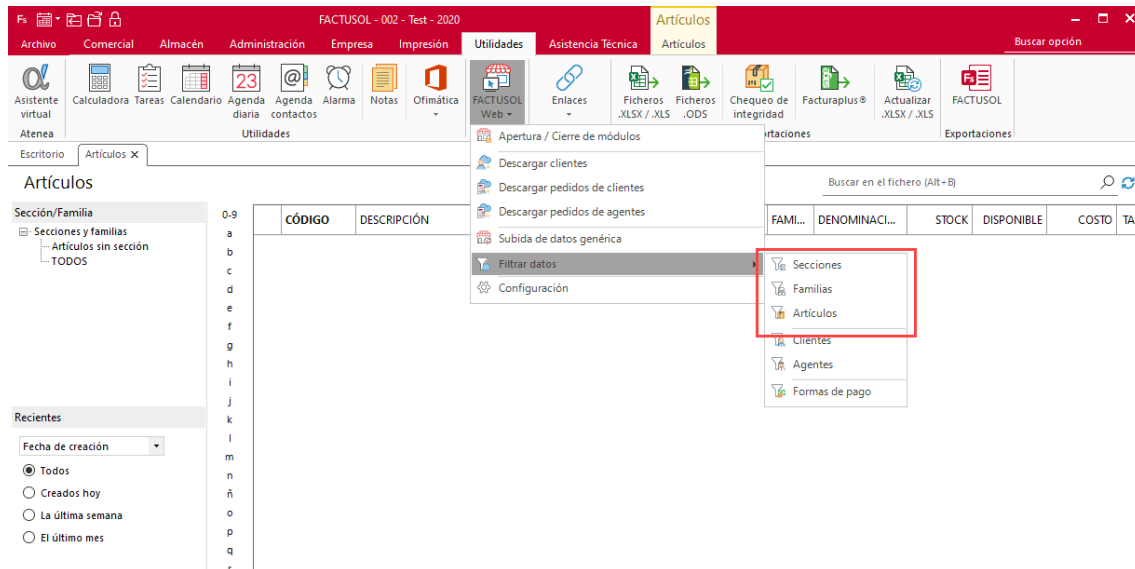 Fs
FACTUSOL - 002 - Test - 2020
Artículos
Archivo Comercial Almacén Administración Empresa Impresión Utilidades Asistencia Técnica Artículos
Buscar opción
Asistente virtual
Calculadora
Tareas
Calendario
23
Agenda diaria
Agenda contactos
Alarma
Notas
Ofimática
FACTUSOL Web
Enlaces
Ficheros .XLSX / .XLS
Ficheros .ODS
Chequeo de integridad
Facturaplus®
Actualizar .XLSX / .XLS
FACTUSOL
Atenea
Utilidades
Exportaciones
Escritorio
Artículos X
Artículos
Buscar en el fichero (Alt+B)
Apertura / Cierre de módulos
Descargar clientes
Descargar pedidos de clientes
Descargar pedidos de agentes
Subida de datos genérica
Filtrar datos
Configuración
Secciones
Familias
Artículos
Clientes
Agentes
Formas de pago
Sección/Familia
Secciones y familias
Artículos sin sección
TODOS
0-9
a
b
c
d
e
f
g
h
i
j
k
l
m
n
ñ
o
p
q
CÓDIGO DESCRIPCIÓN FAMI... DENOMINACI... STOCK DISPONIBLE COSTO TA
Recientes
Fecha de creación
Todos
Creados hoy
La última semana
El último mes